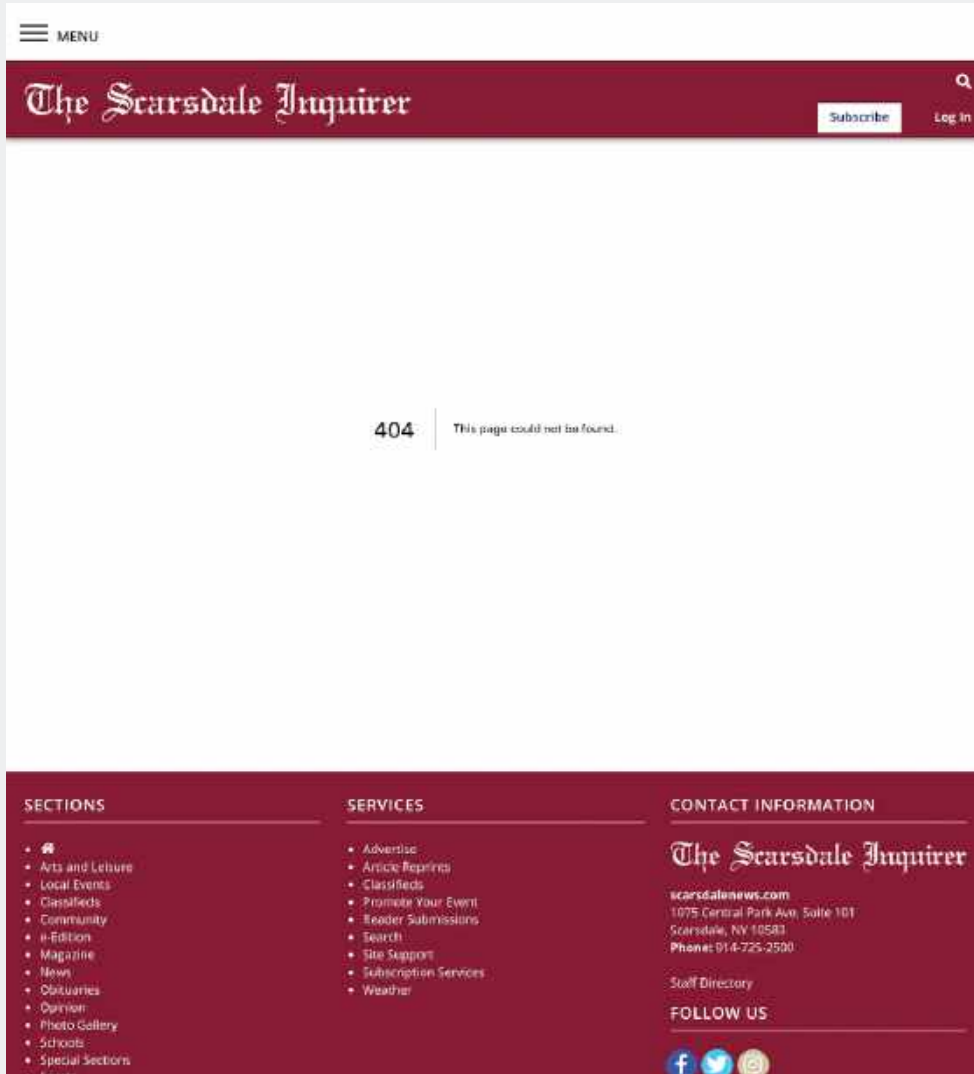 MENU
The Scarsdale Inquirer
Subscribe
Log In
404
This page could not be found.
SECTIONS
Arts and Leisure
Local Events
Classifieds
Community
e-Edition
Magazine
News
Obituaries
Opinion
Photo Gallery
Schools
Special Sections
SERVICES
Advertise
Article Reprints
Classifieds
Promote Your Event
Reader Submissions
Search
Site Support
Subscription Services
Weather
CONTACT INFORMATION
The Scarsdale Inquirer
scarsdalenews.com
1075 Central Park Ave, Suite 101
Scarsdale, NY 10583
Phone: 914-725-2500
Staff Directory
FOLLOW US